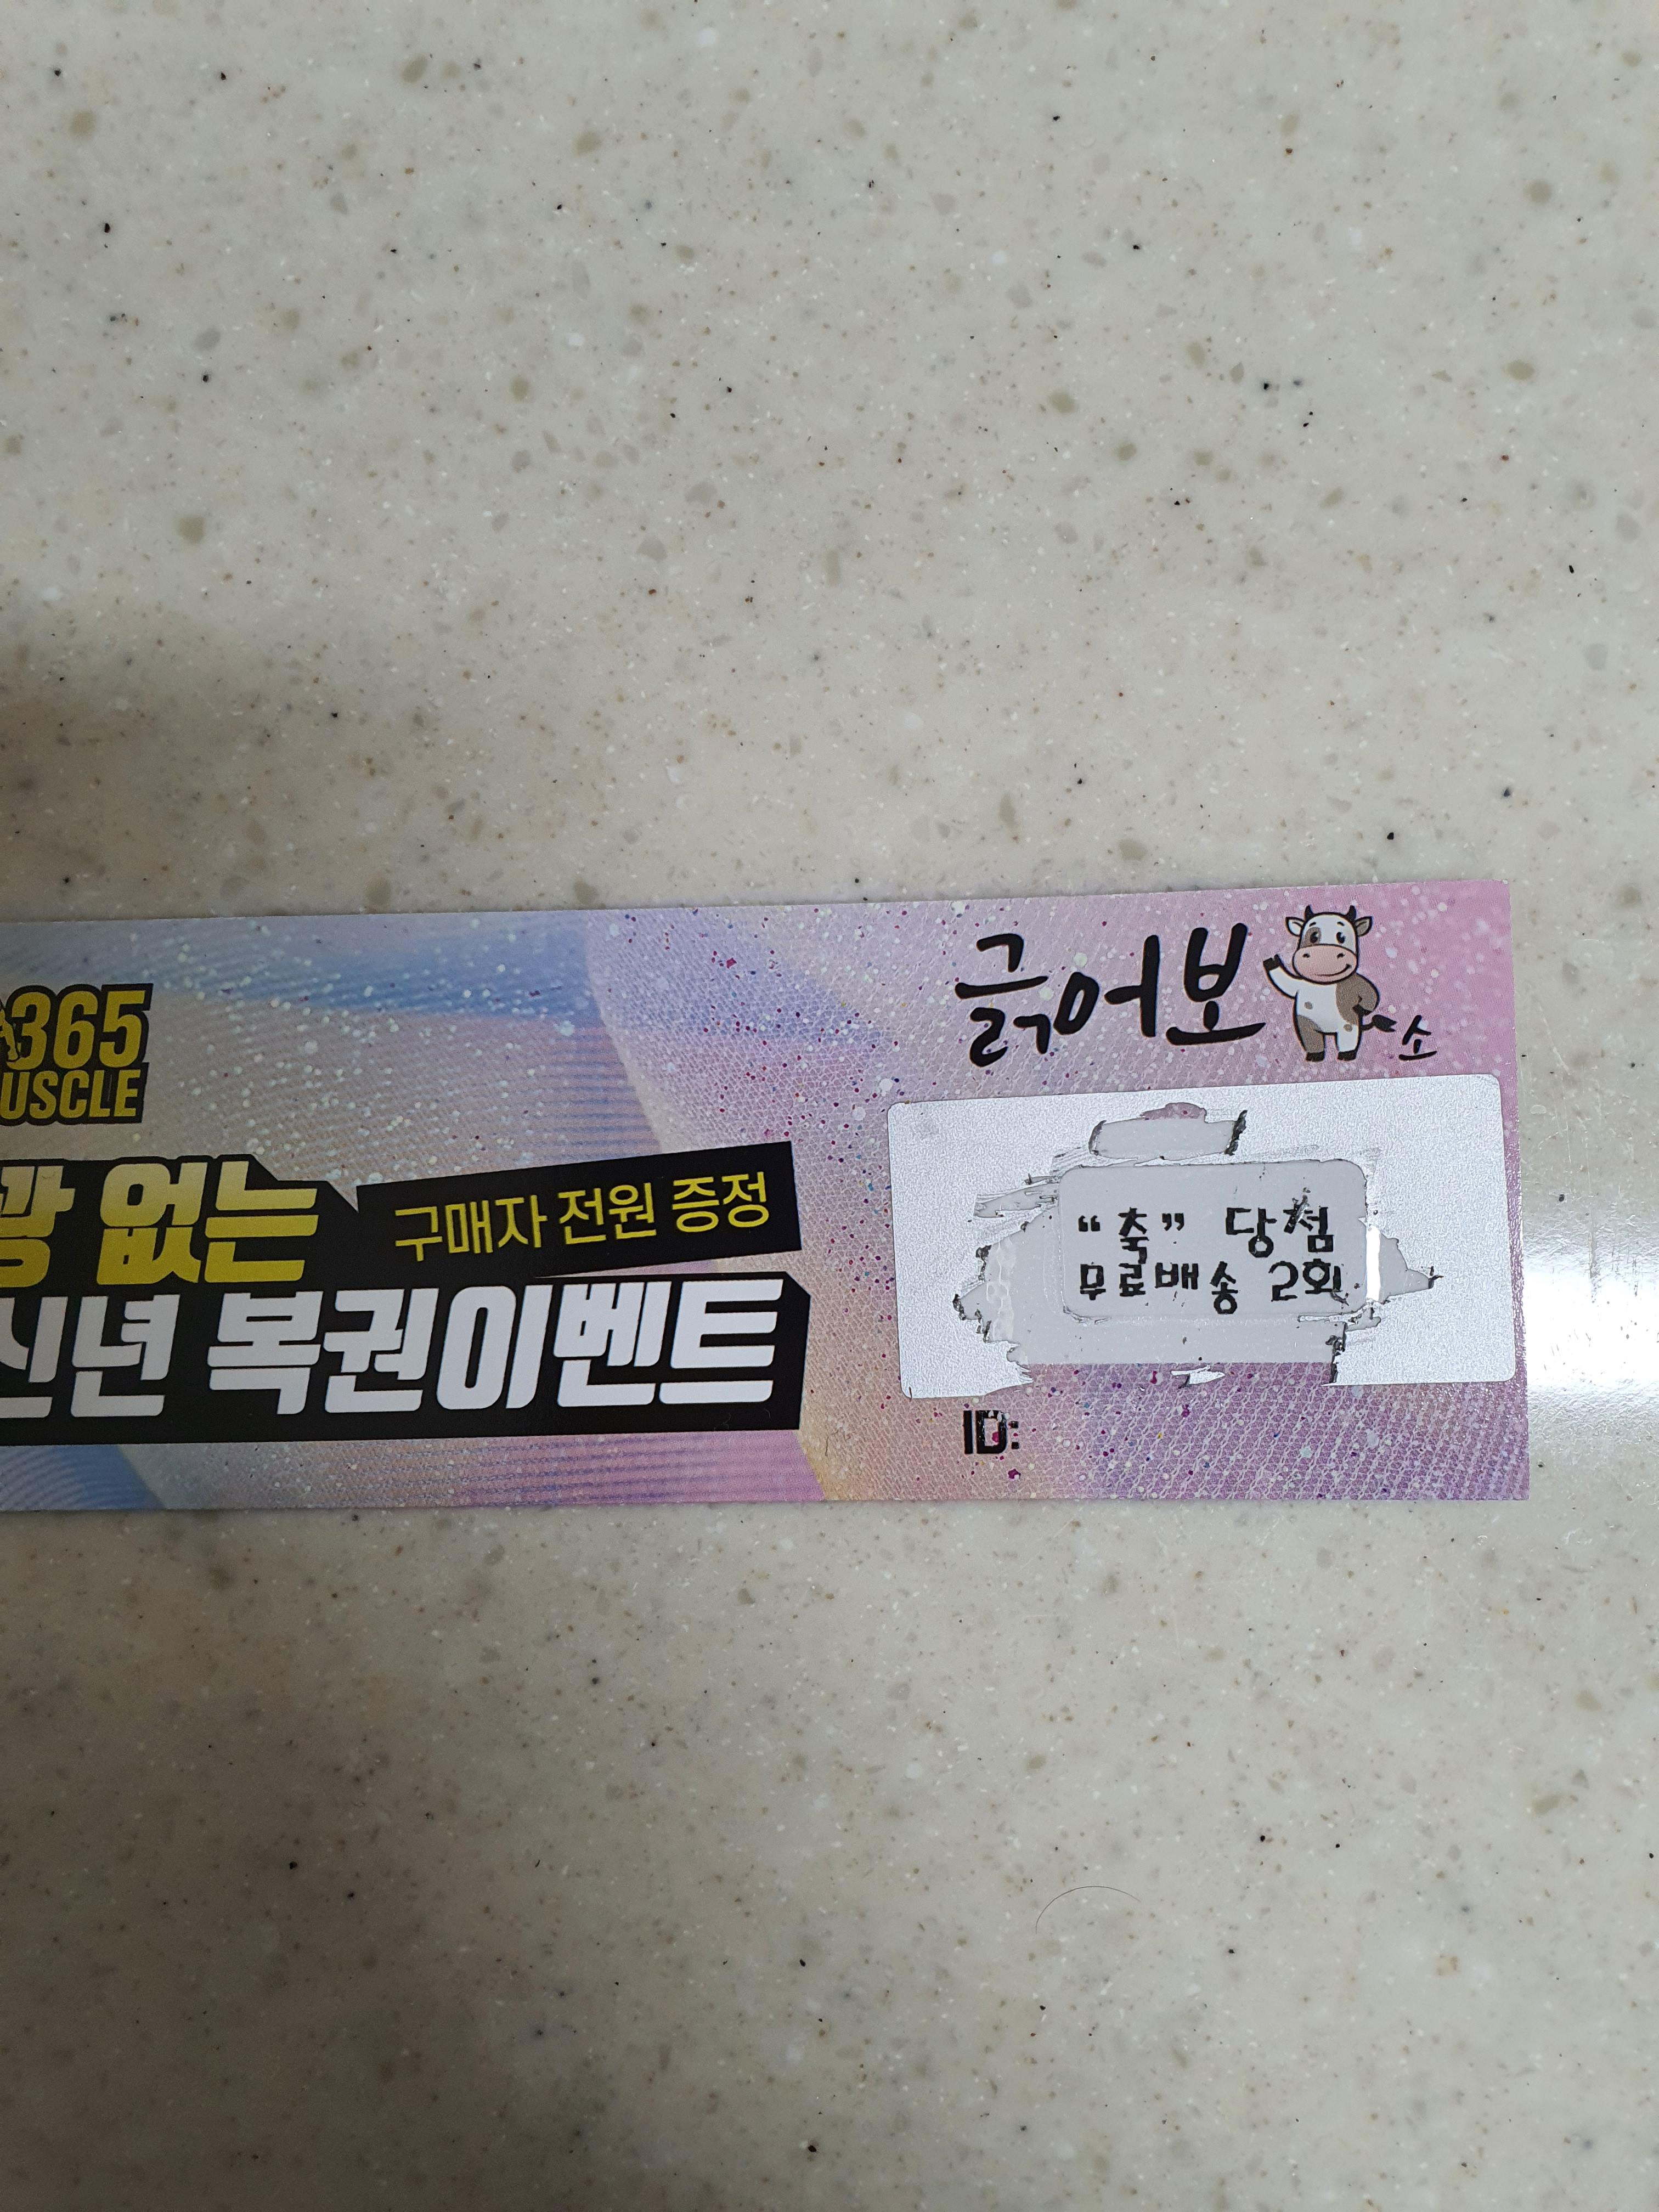 365
USCLE
꽝 없는
구매자 전원 증정
신년 복권이벤트
긁어보
소
“축” 당첨
무료배송 2회
ID: